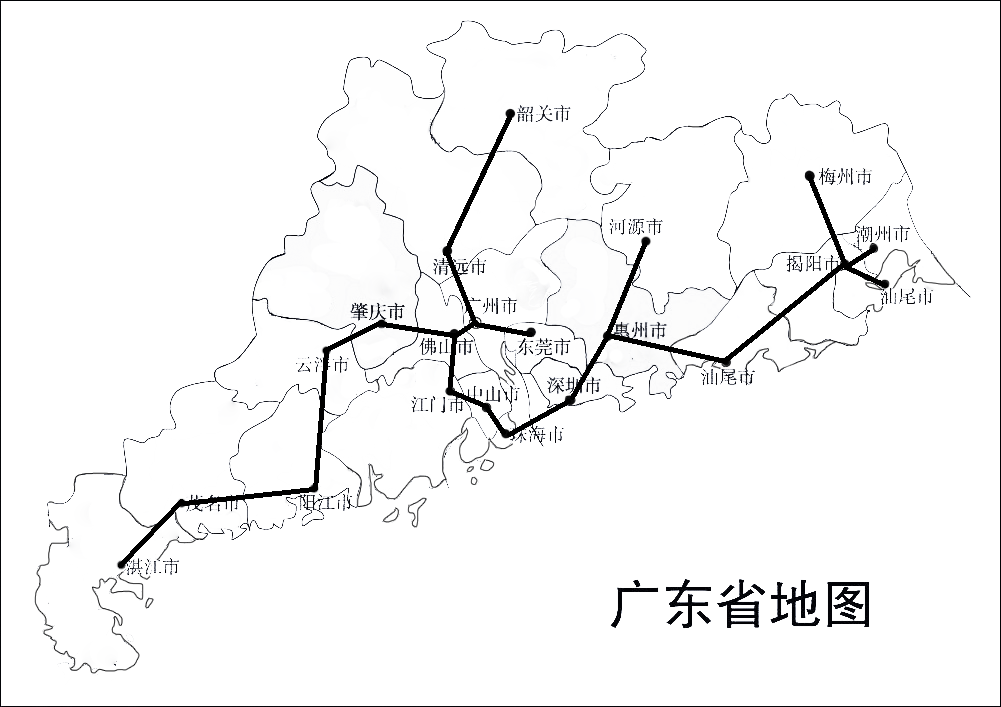 韶关市
梅州市
河源市
潮州市
清远市
揭阳市
汕尾市
肇庆市
广州市
惠州市
佛山市
东莞市
云浮市
汕尾市
深圳市
江门市
中山市
珠海市
茂名市
阳江市
湛江市
广东省地图